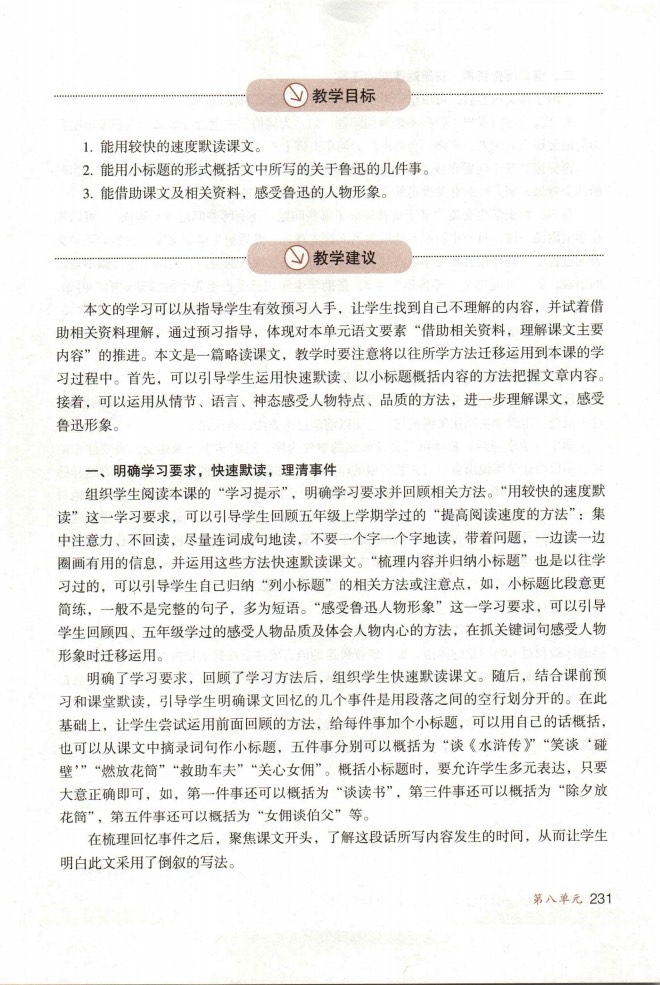 教学目标
1. 能用较快的速度默读课文。
2. 能用小标题的形式概括文中所写的关于鲁迅的几件事。
3. 能借助课文及相关资料，感受鲁迅的人物形象。
教学建议
本文的学习可以从指导学生有效预习入手，让学生找到自己不理解的内容，并试着借
助相关资料理解，通过预习指导，体现对本单元语文要素“借助相关资料，理解课文主要
内容”的推进。本文是一篇略读课文，教学时要注意将以往所学方法迁移运用到本课的学
习过程中。首先，可以引导学生运用快速默读、以小标题概括内容的方法把握文章内容。
接着，可以运用从情节、语言、神态感受人物特点、品质的方法，进一步理解课文，感受
鲁迅形象。
一、明确学习要求，快速默读，理清事件
组织学生阅读本课的“学习提示”，明确学习要求并回顾相关方法。“用较快的速度默
读”这一学习要求，可以引导学生回顾五年级上学期学过的“提高阅读速度的方法”：集
中注意力、不回读，尽量连词成句地读，不要一个字一个字地读，带着问题，一边读一边
圈画有用的信息，并运用这些方法快速默读课文。“梳理内容并归纳小标题”也是以往学
习过的，可以引导学生自己归纳“列小标题”的相关方法或注意点，如，小标题比段意更
简练，一般不是完整的句子，多为短语。“感受鲁迅人物形象”这一学习要求，可以引导
学生回顾四、五年级学过的感受人物品质及体会人物内心的方法，在抓关键词句感受人物
形象时迁移运用。
明确了学习要求，回顾了学习方法后，组织学生快速默读课文。随后，结合课前预
习和课堂默读，引导学生明确课文回忆的几个事件是用段落之间的空行划分开的。在此
基础上，让学生尝试运用前面回顾的方法，给每件事加个小标题，可以用自己的话概括，
也可以从课文中摘录词句作小标题，五件事分别可以概括为“谈《水浒传》”“笑谈‘碰
壁’”“燃放花筒”“救助车夫”“关心女佣”。概括小标题时，要允许学生多元表达，只要
大意正确即可，如，第一件事还可以概括为“谈读书”，第三件事还可以概括为“除夕放
花筒”，第五件事还可以概括为“女佣谈伯父”等。
在梳理回忆事件之后，聚焦课文开头，了解这段话所写内容发生的时间，从而让学生
明白此文采用了倒叙的写法。
第八单元 231